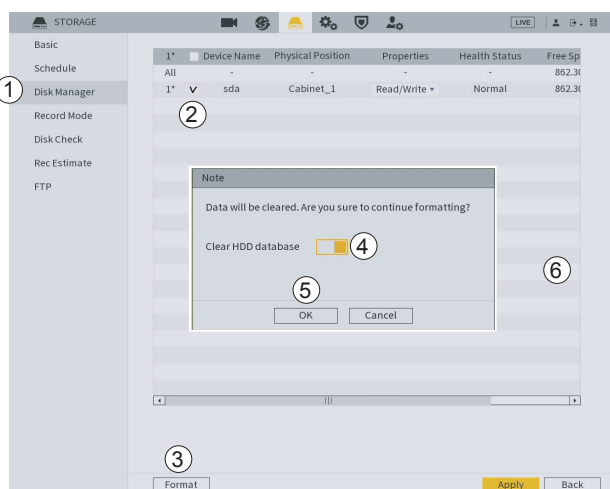 STORAGE
LIVE
Basic
Schedule
1 Disk Manager
Record Mode
Disk Check
Rec Estimate
FTP
1* Device Name Physical Position Properties Health Status Free Sp
All - - - - 862.30
1* sda Cabinet_1 Read/Write Normal 862.30
2
Note
Data will be cleared. Are you sure to continue formatting?
Clear HDD database 4
6
5
OK Cancel
3
Format Apply Back